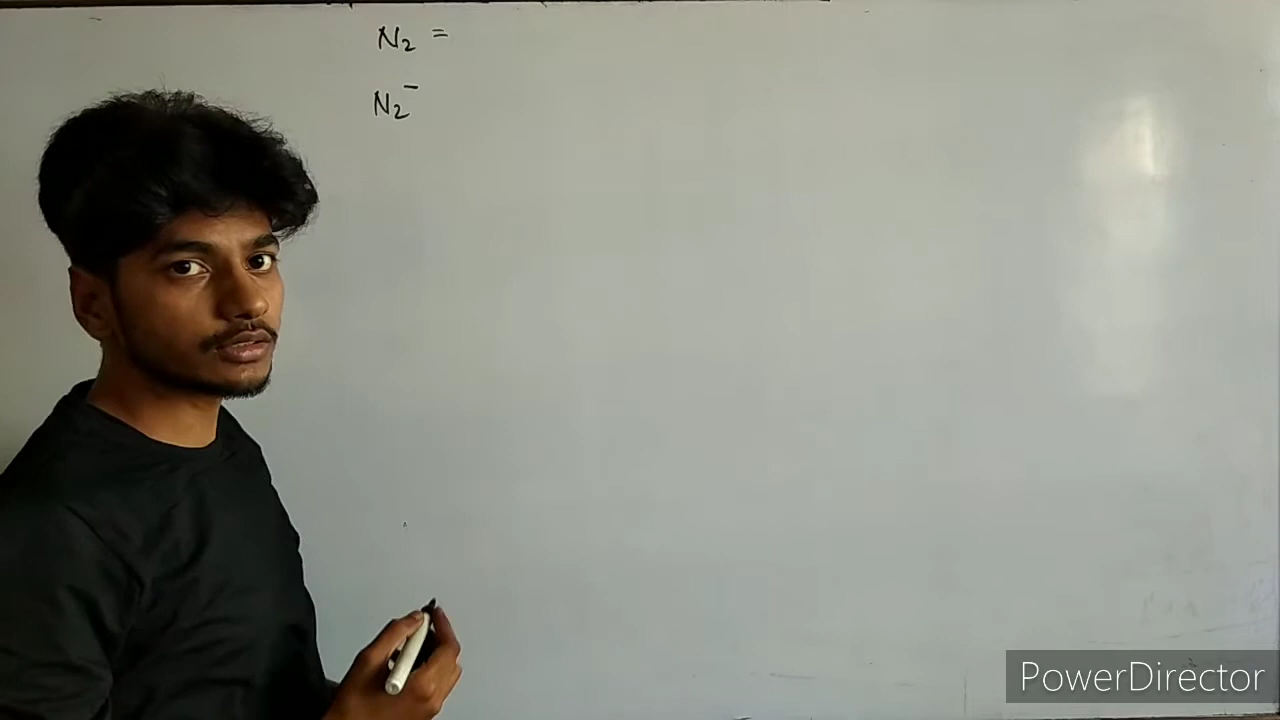 N₂ =
N₂⁻
PowerDirector